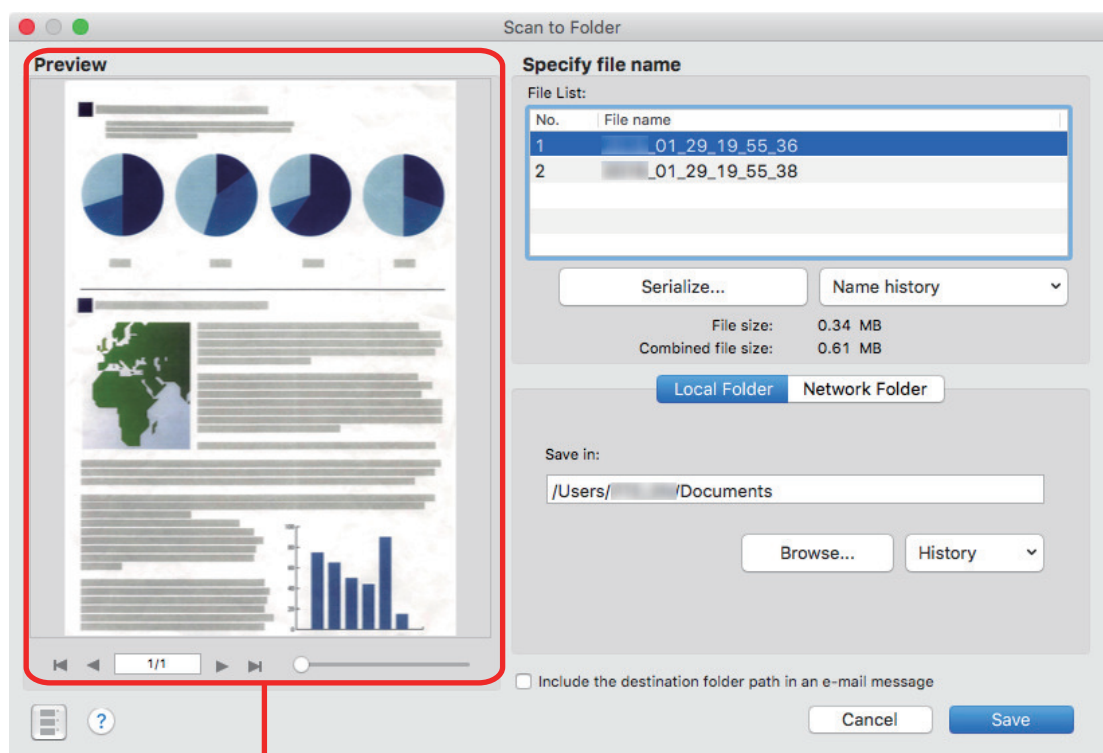 Scan to Folder
Preview
1/1
Specify file name
File List:
No. File name
1 _01_29_19_55_36
2 _01_29_19_55_38
Serialize... Name history
File size: 0.34 MB
Combined file size: 0.61 MB
Local Folder Network Folder
Save in:
/Users/ /Documents
Browse... History
Include the destination folder path in an e-mail message
? Cancel Save